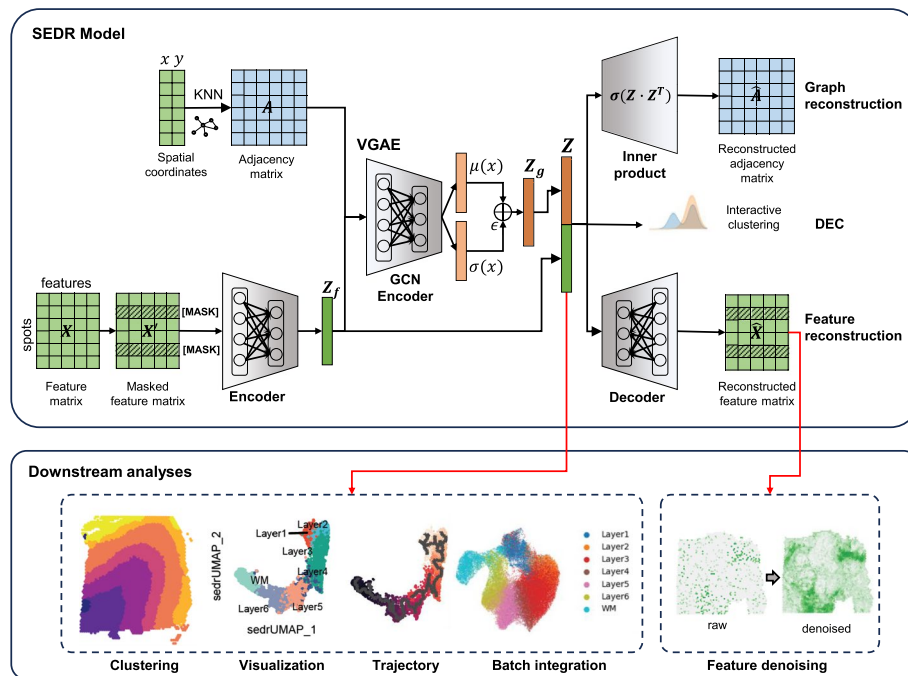 SEDR Model
x y
KNN
A
Spatial
coordinates
Adjacency
matrix
VGAE
μ(x)
ϵ
σ(x)
GCN
Encoder
Z_g
Z
σ(Z · Z^T)
Inner
product
Â
Reconstructed
adjacency
matrix
Graph
reconstruction
Interactive
clustering
DEC
features
spots
X
Feature
matrix
X′
[MASK]
[MASK]
Masked
feature matrix
Encoder
Z_f
Decoder
X̂
Reconstructed
feature matrix
Feature
reconstruction
Downstream analyses
Clustering
sedrUMAP_2
Layer2
Layer1
Layer3
Layer4
WM
Layer6
Layer5
sedrUMAP_1
Visualization
Trajectory
Layer1
Layer2
Layer3
Layer4
Layer5
Layer6
WM
Batch integration
raw
denoised
Feature denoising